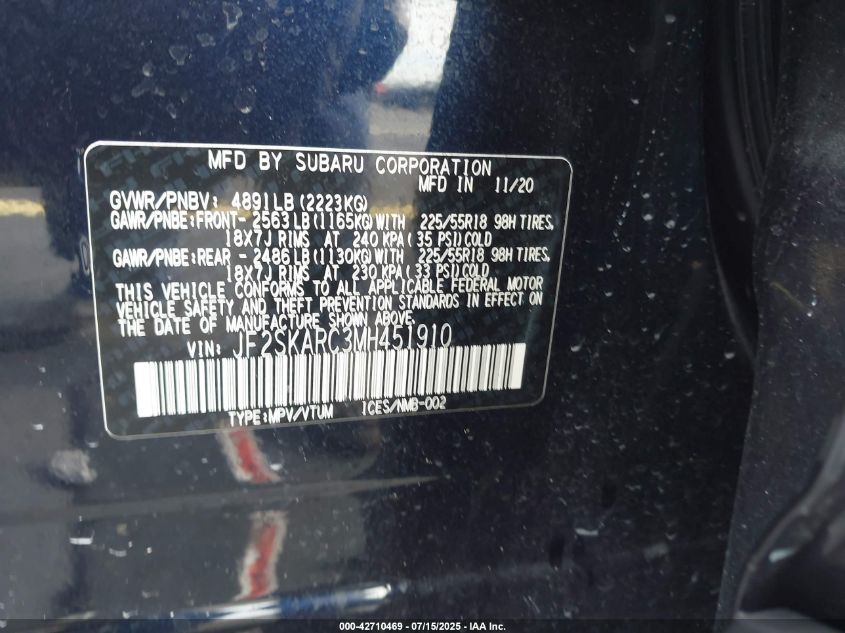 MFD BY SUBARU CORPORATION
MFD IN 11/20
GVWR/PNBV: 4891LB(2223KG)
GAWR/PNBE:FRONT- 2563LB(1165KG)WITH 225/55R18 98H TIRES,
18X7J RIMS AT 240 KPA(35 PSI)COLD
GAWR/PNBE:REAR - 2486LB(1130KG)WITH 225/55R18 98H TIRES,
18X7J RIMS AT 230 KPA(33 PSI)COLD
THIS VEHICLE CONFORMS TO ALL APPLICABLE FEDERAL MOTOR
VEHICLE SAFETY AND THEFT PREVENTION STANDARDS IN EFFECT ON
THE DATE OF MANUFACTURE SHOWN ABOVE.
VIN: JF2SKARC3MH451910
TYPE:MPV/VTUM ICES/NMB-002
000-42710469 - 07/15/2025 - IAA Inc.